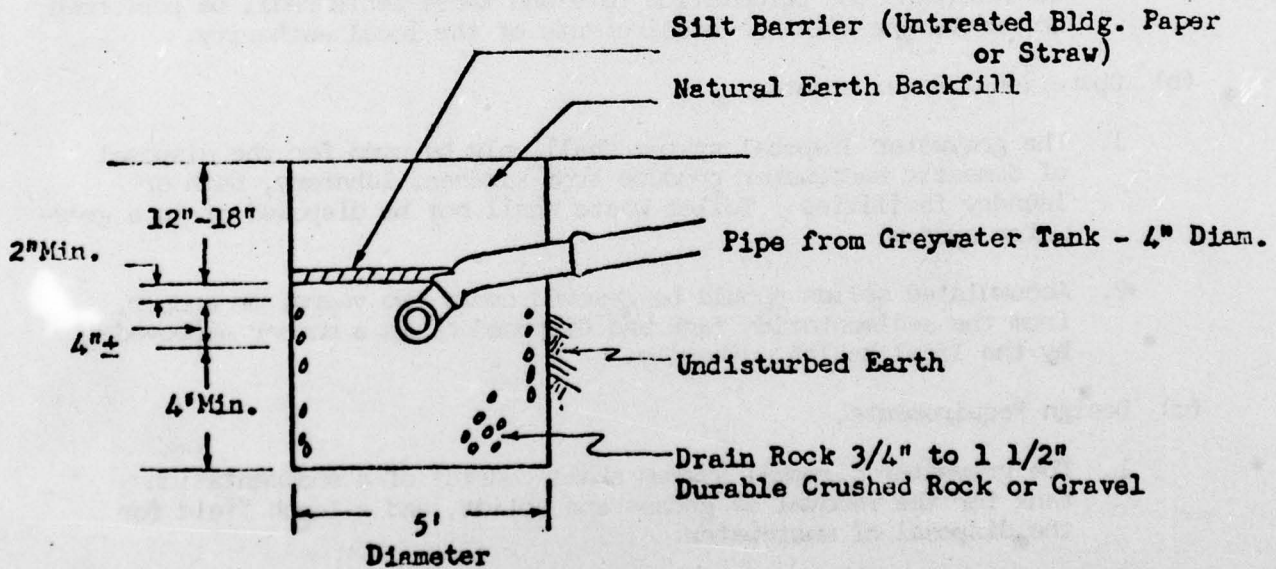 Silt Barrier (Untreated Bldg. Paper
or Straw)
Natural Earth Backfill
12"-18"
2" Min.
Pipe from Greywater Tank - 4" Diam.
4"±
Undisturbed Earth
4' Min.
Drain Rock 3/4" to 1 1/2"
Durable Crushed Rock or Gravel
5'
Diameter